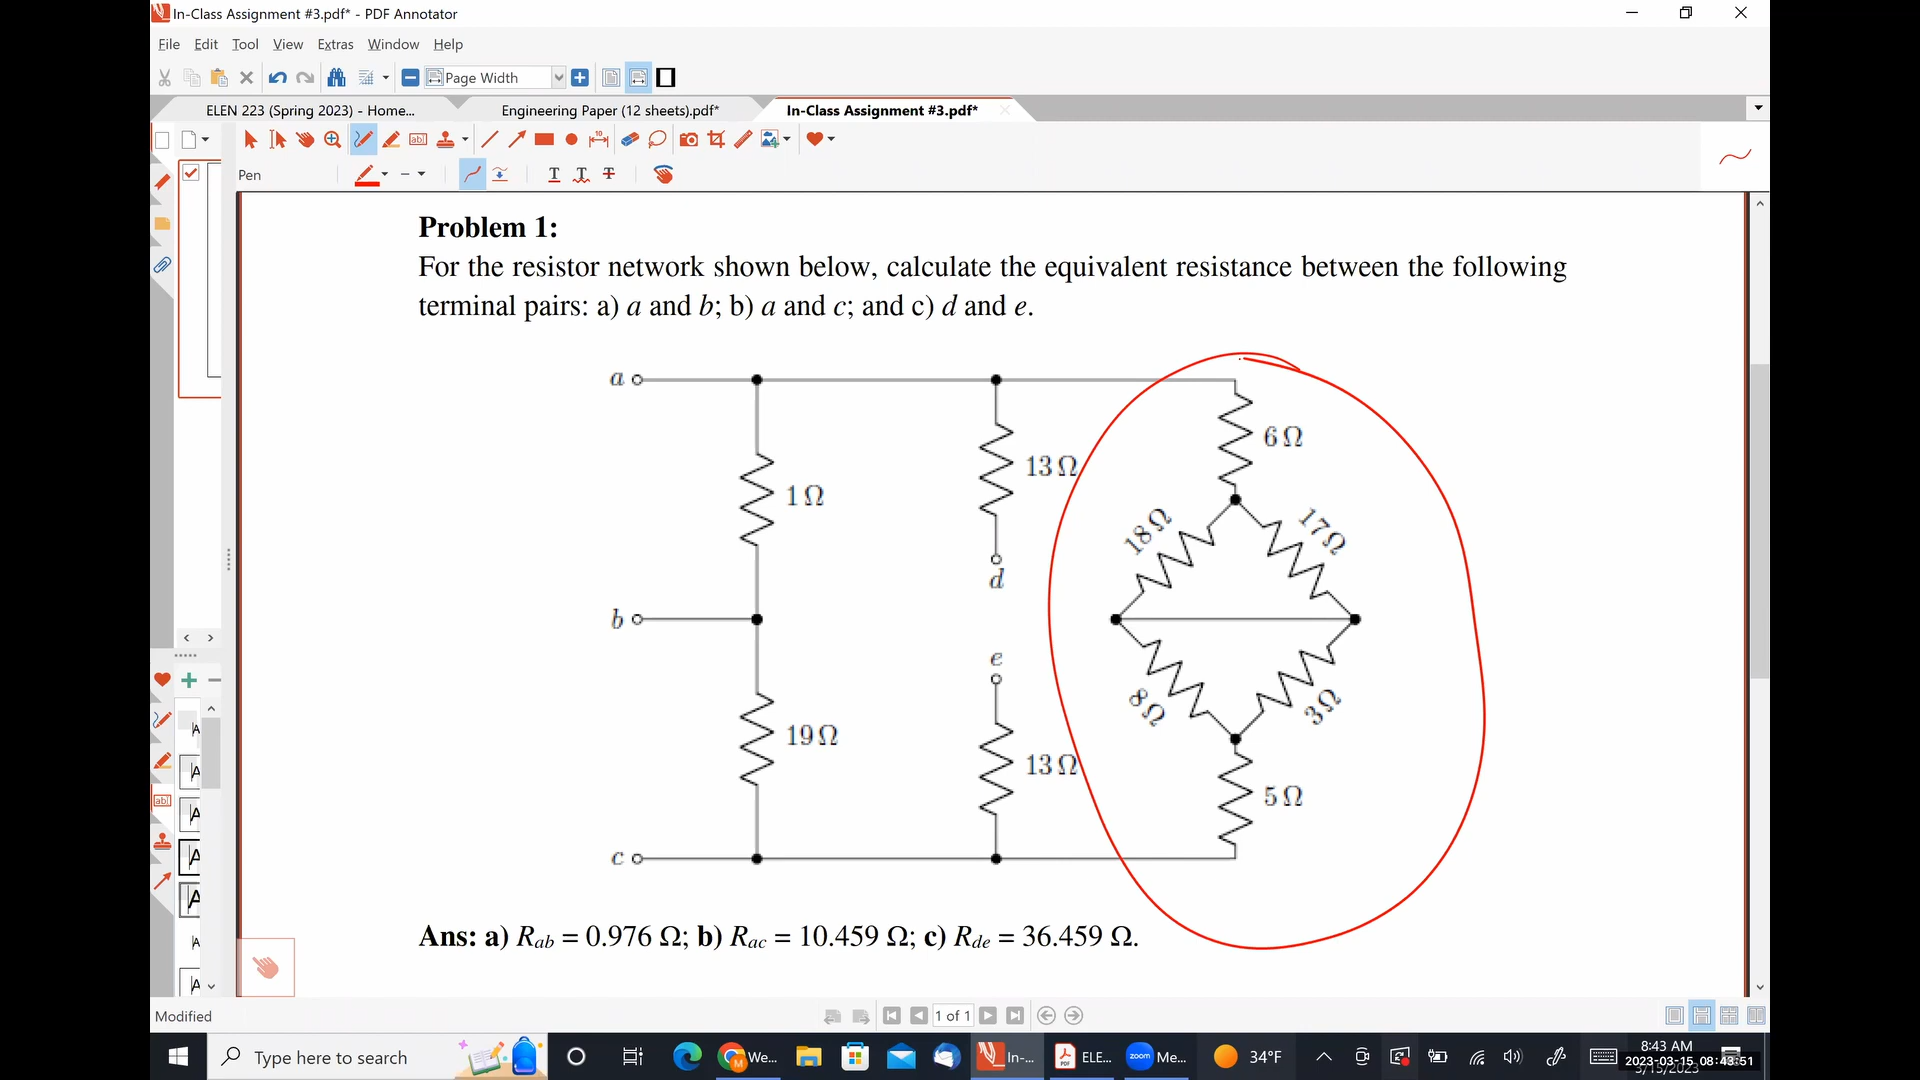 In-Class Assignment #3.pdf* - PDF Annotator
File Edit Tool View Extras Window Help
Page Width
ELEN 223 (Spring 2023) - Home...
Engineering Paper (12 sheets).pdf*
In-Class Assignment #3.pdf*
Pen
Problem 1:
For the resistor network shown below, calculate the equivalent resistance between the following
terminal pairs: a) a and b; b) a and c; and c) d and e.
a
6 Ω
13 Ω
1 Ω
18 Ω
17 Ω
d
b
e
8 Ω
3 Ω
19 Ω
13 Ω
5 Ω
c
Ans: a) Rab = 0.976 Ω; b) Rac = 10.459 Ω; c) Rde = 36.459 Ω.
Modified
1 of 1
Type here to search
We...
In-...
ELE...
zoom
Me...
34°F
8:43 AM
2023-03-15 08:43:51